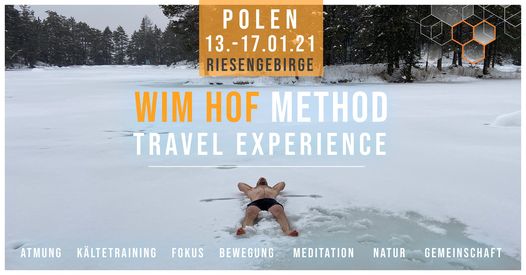 POLEN
13.-17.01.21
RIESENGEBIRGE
WIM HOF METHOD
TRAVEL EXPERIENCE
ATMUNG KÄLTETRAINING FOKUS BEWEGUNG MEDITATION NATUR GEMEINSCHAFT